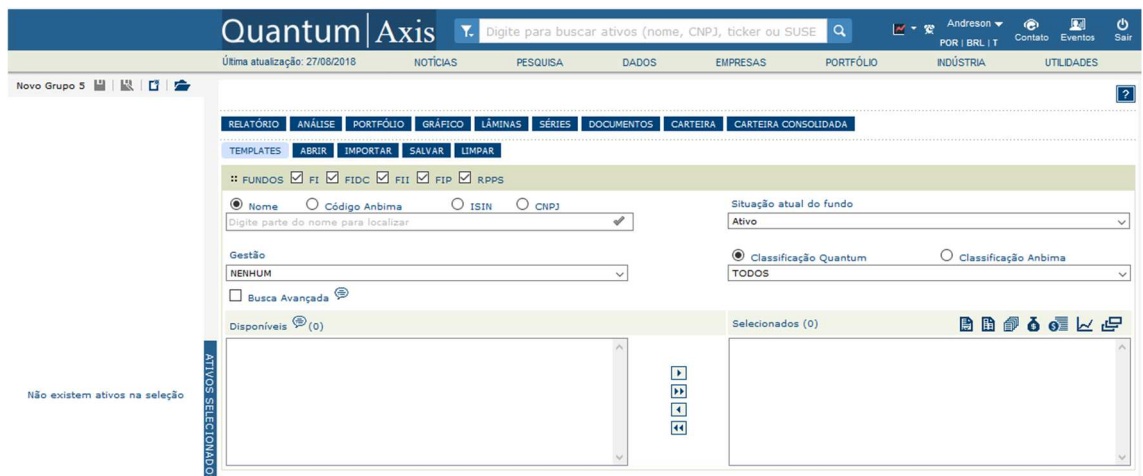 Quantum|Axis
Digite para buscar ativos (nome, CNPJ, ticker ou SUSE
Andreson
POR | BRL | T
Contato
Eventos
Sair
Última atualização: 27/08/2018
NOTÍCIAS
PESQUISA
DADOS
EMPRESAS
PORTFÓLIO
INDÚSTRIA
UTILIDADES
Novo Grupo 5
?
RELATÓRIO ANÁLISE PORTFÓLIO GRÁFICO LÂMINAS SÉRIES DOCUMENTOS CARTEIRA CARTEIRA CONSOLIDADA
TEMPLATES ABRIR IMPORTAR SALVAR LIMPAR
:: FUNDOS FI FIDC FII FIP RPPS
Nome Código Anbima ISIN CNPJ
Digite parte do nome para localizar
Situação atual do fundo
Ativo
Gestão
NENHUM
Classificação Quantum Classificação Anbima
TODOS
Busca Avançada
Disponíveis (0)
Selecionados (0)
Não existem ativos na seleção
ATIVOS SELECIONADO